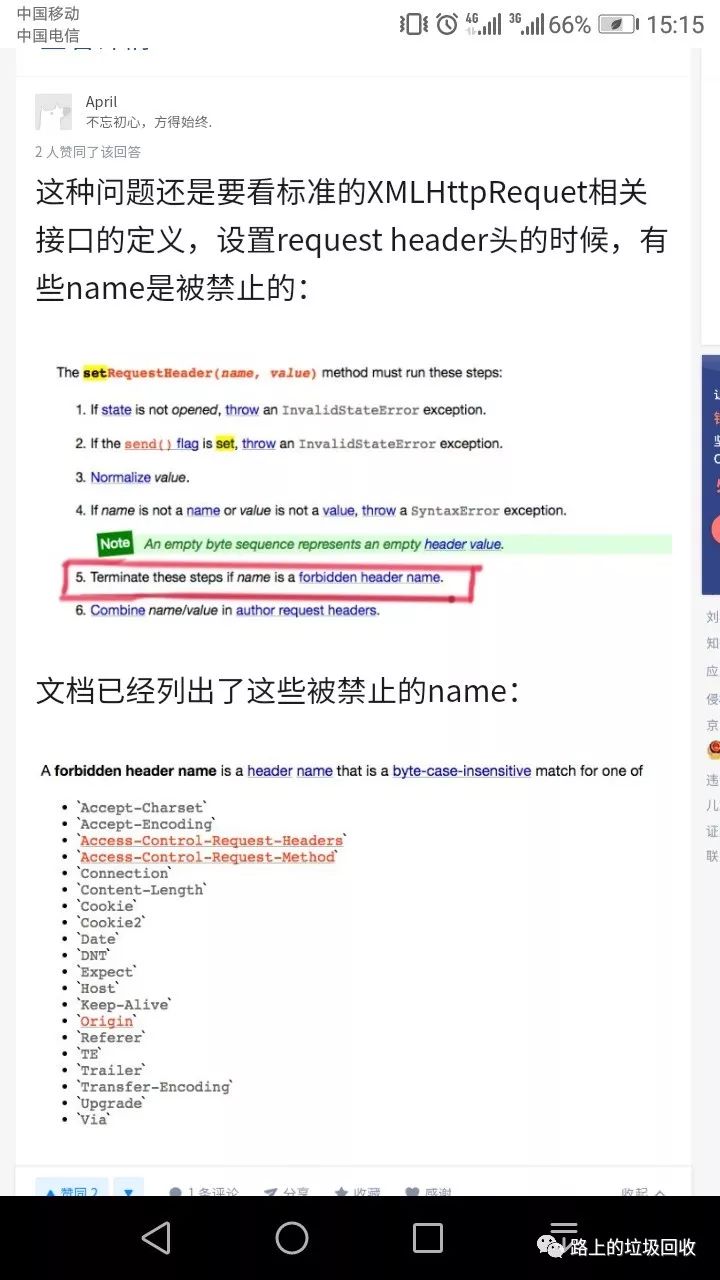 中国移动
中国电信
4G 3G 66% 15:15
April
不忘初心，方得始终.
2 人赞同了该回答
这种问题还是要看标准的XMLHttpRequet相关
接口的定义，设置request header头的时候，有
些name是被禁止的：
The setRequestHeader(name, value) method must run these steps:
1. If state is not opened, throw an InvalidStateError exception.
2. If the send() flag is set, throw an InvalidStateError exception.
3. Normalize value.
4. If name is not a name or value is not a value, throw a SyntaxError exception.
Note An empty byte sequence represents an empty header value.
5. Terminate these steps if name is a forbidden header name.
6. Combine name/value in author request headers.
文档已经列出了这些被禁止的name：
A forbidden header name is a header name that is a byte-case-insensitive match for one of
• `Accept-Charset`
• `Accept-Encoding`
• `Access-Control-Request-Headers`
• `Access-Control-Request-Method`
• `Connection`
• `Content-Length`
• `Cookie`
• `Cookie2`
• `Date`
• `DNT`
• `Expect`
• `Host`
• `Keep-Alive`
• `Origin`
• `Referer`
• `TE`
• `Trailer`
• `Transfer-Encoding`
• `Upgrade`
• `Via`
赞同 2 1 条评论 分享 收藏 感谢 收起
刘
知
应
侵
京
违
儿
证
联
路上的垃圾回收